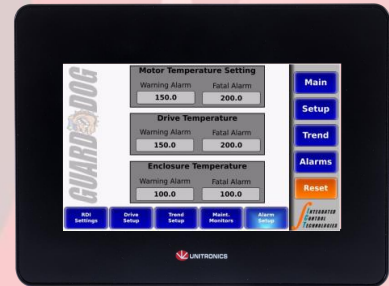 GUARD DOG
Motor Temperature Setting
Warning Alarm Fatal Alarm
150.0 200.0
Drive Temperature
Warning Alarm Fatal Alarm
150.0 200.0
Enclosure Temperature
Warning Alarm Fatal Alarm
100.0 100.0
Main
Setup
Trend
Alarms
Reset
RDI
Settings
Drive
Setup
Trend
Setup
Maint.
Monitors
Alarm
Setup
INTEGRATED
CONTROL
TECHNOLOGIES
UNITRONICS